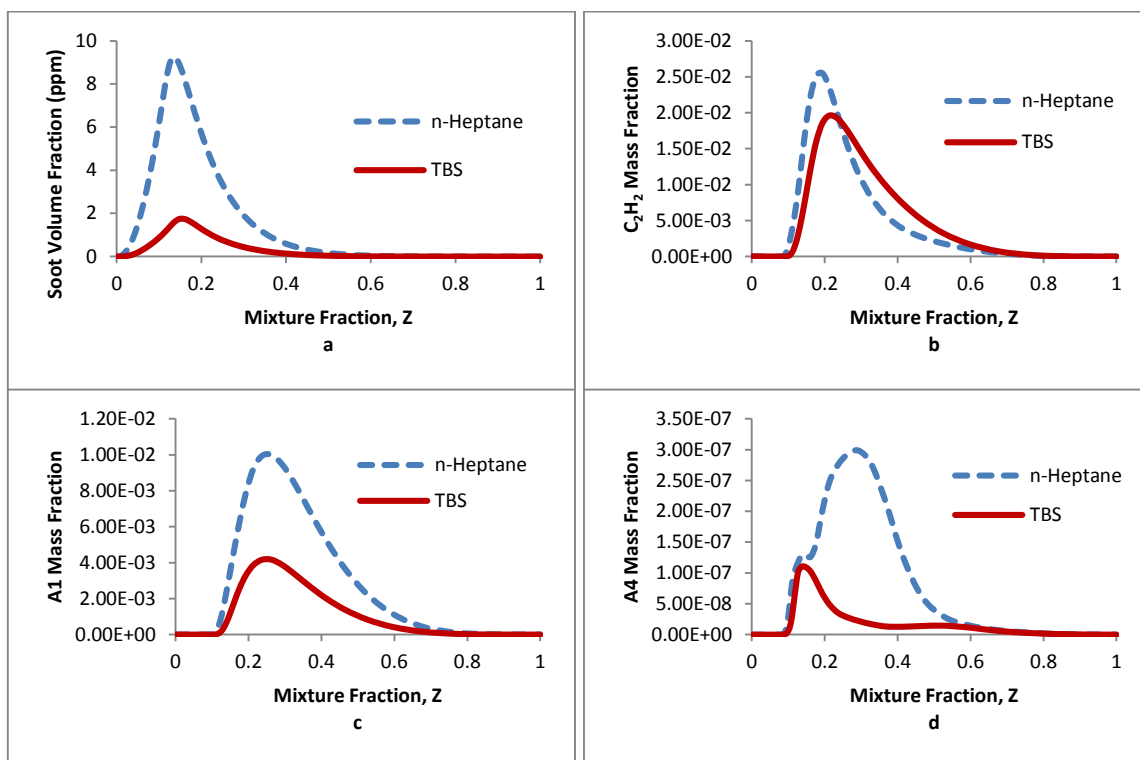 Soot Volume Fraction (ppm)
10
8
6
4
2
0
0 0.2 0.4 0.6 0.8 1
Mixture Fraction, Z
a
n-Heptane
TBS
C₂H₂ Mass Fraction
3.00E-02
2.50E-02
2.00E-02
1.50E-02
1.00E-02
5.00E-03
0.00E+00
0 0.2 0.4 0.6 0.8 1
Mixture Fraction, Z
b
n-Heptane
TBS
A1 Mass Fraction
1.20E-02
1.00E-02
8.00E-03
6.00E-03
4.00E-03
2.00E-03
0.00E+00
0 0.2 0.4 0.6 0.8 1
Mixture Fraction, Z
c
n-Heptane
TBS
A4 Mass Fraction
3.50E-07
3.00E-07
2.50E-07
2.00E-07
1.50E-07
1.00E-07
5.00E-08
0.00E+00
0 0.2 0.4 0.6 0.8 1
Mixture Fraction, Z
d
n-Heptane
TBS